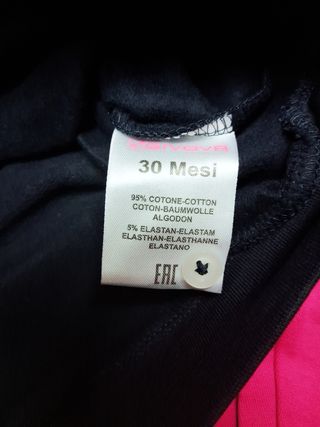 30 Mesi
95% COTONE-COTTON
COTON-BAUMWOLLE
ALGODON
5% ELASTAN-ELASTAM
ELASTHAN-ELASTHANNE
ELASTANO
EAC